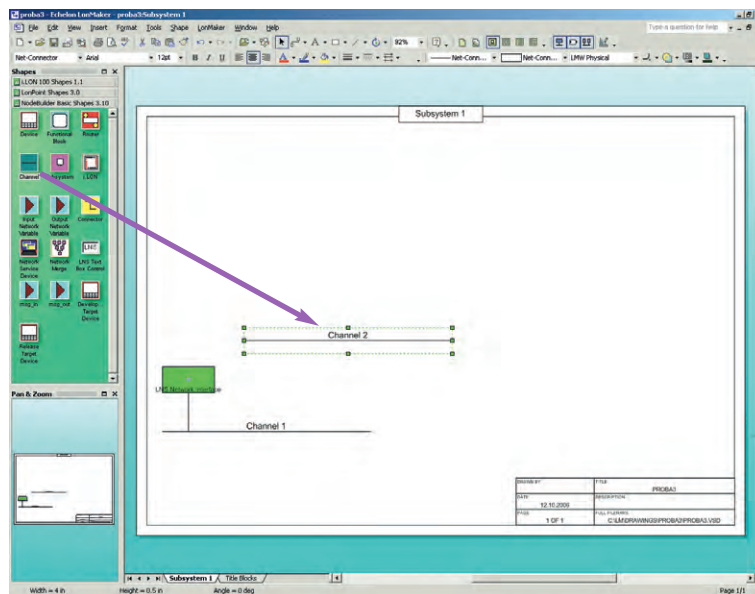 proba3 - Echelon LonMaker - proba3:Subsystem 1
File Edit View Insert Format Tools Shape LonMaker Window Help
Type a question for help
92%
Net-Connector Arial 12pt B I U Net-Conn... Net-Conn... LMW Physical
Shapes
i.LON 100 Shapes 1.1
LonPoint Shapes 3.0
NodeBuilder Basic Shapes 3.10
Device Functional Block Router
Channel Subsystem i.LON
Input Network Variable Output Network Variable Connector
Network Service Device Network Merge LNS Text Box Control
msg_in msg_out Develop... Target Device
Release Target Device
Pan & Zoom
Subsystem 1
Channel 2
LNS Network Interface
Channel 1
DRAWN BY TITLE
PROBA3
DATE DESCRIPTION
12.10.2009
PAGE FULL FILENAME
1 OF 1 C:\LM\DRAWINGS\PROBA3\PROBA3.VSD
Subsystem 1 Title Blocks
Width = 4 in Height = 0.5 in Angle = 0 deg Page 1/1